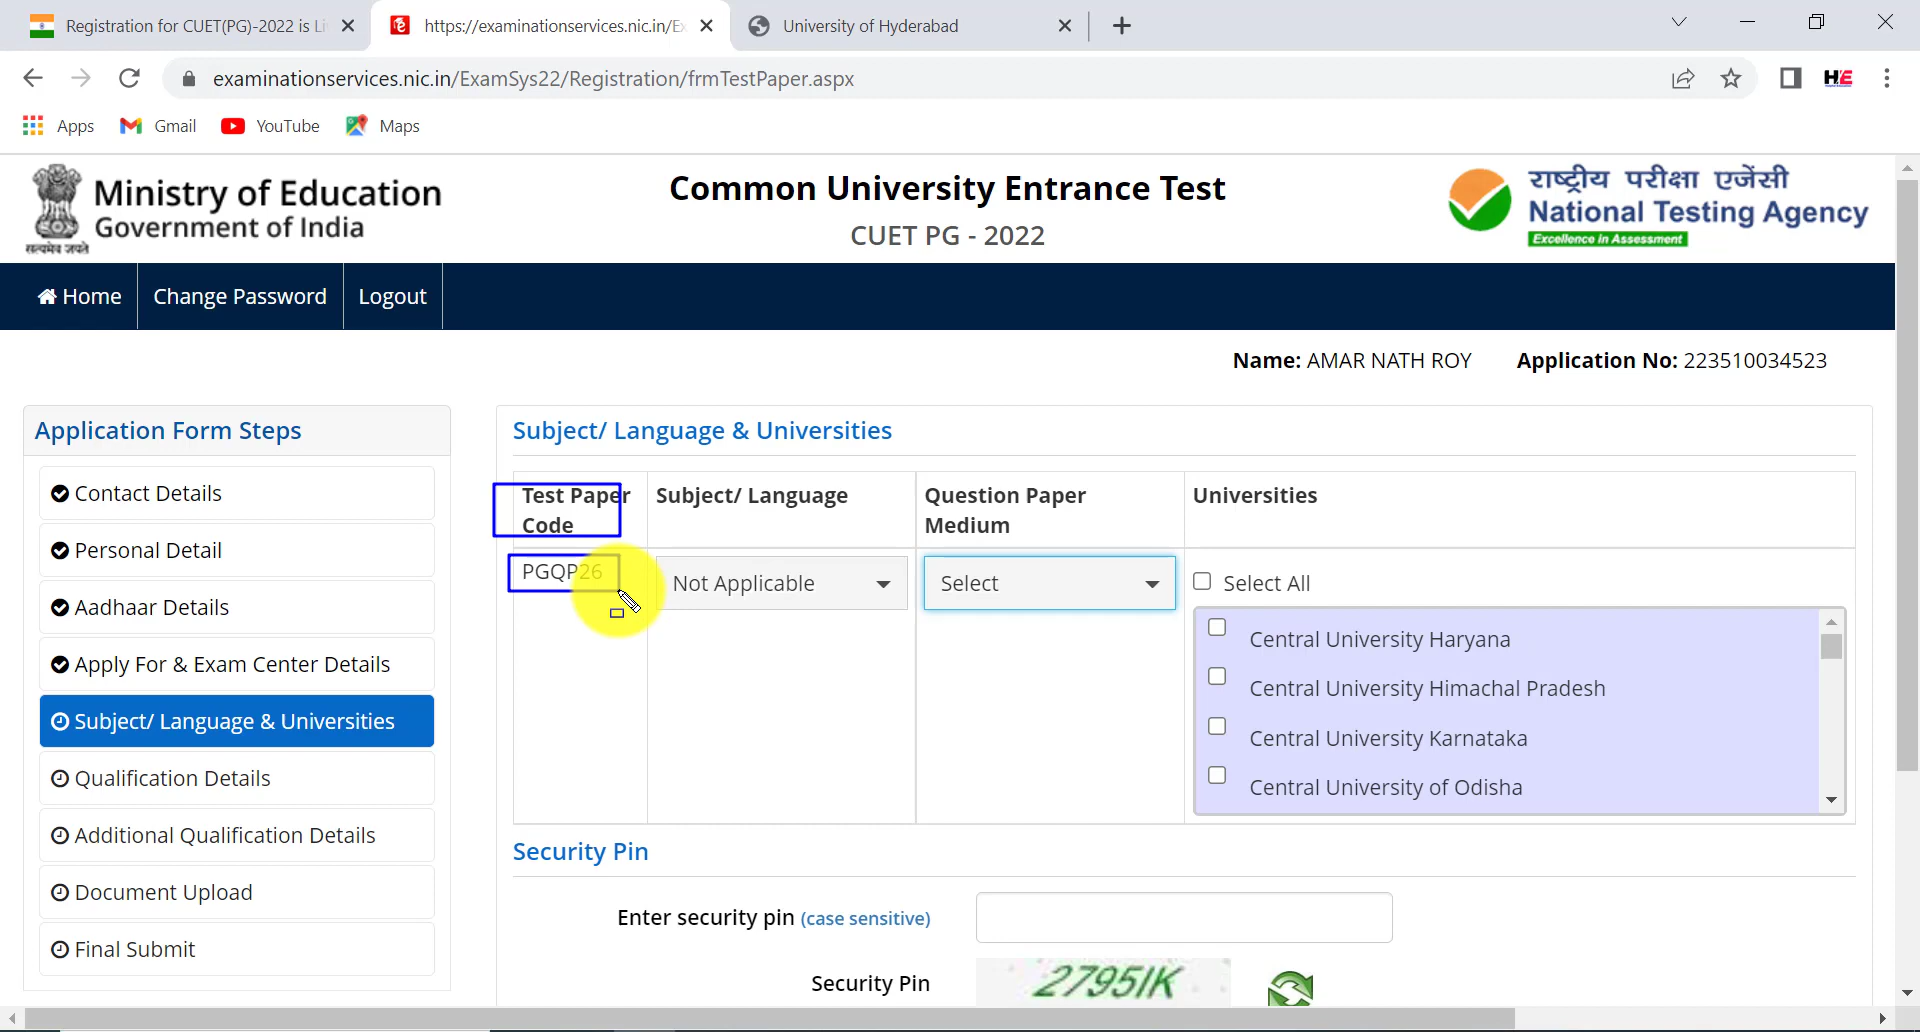 Registration for CUET(PG)-2022 is Li
https://examinationservices.nic.in/Ex
University of Hyderabad
examinationservices.nic.in/ExamSys22/Registration/frmTestPaper.aspx
Apps
Gmail
YouTube
Maps
सत्यमेव जयते
Ministry of Education
Government of India
Common University Entrance Test
CUET PG - 2022
राष्ट्रीय परीक्षा एजेंसी
National Testing Agency
Excellence in Assessment
Home
Change Password
Logout
Name: AMAR NATH ROY
Application No: 223510034523
Application Form Steps
Contact Details
Personal Detail
Aadhaar Details
Apply For & Exam Center Details
Subject/ Language & Universities
Qualification Details
Additional Qualification Details
Document Upload
Final Submit
Subject/ Language & Universities
Test Paper
Code
Subject/ Language
Question Paper
Medium
Universities
PGQP26
Not Applicable
Select
Select All
Central University Haryana
Central University Himachal Pradesh
Central University Karnataka
Central University of Odisha
Security Pin
Enter security pin (case sensitive)
Security Pin
2795IK